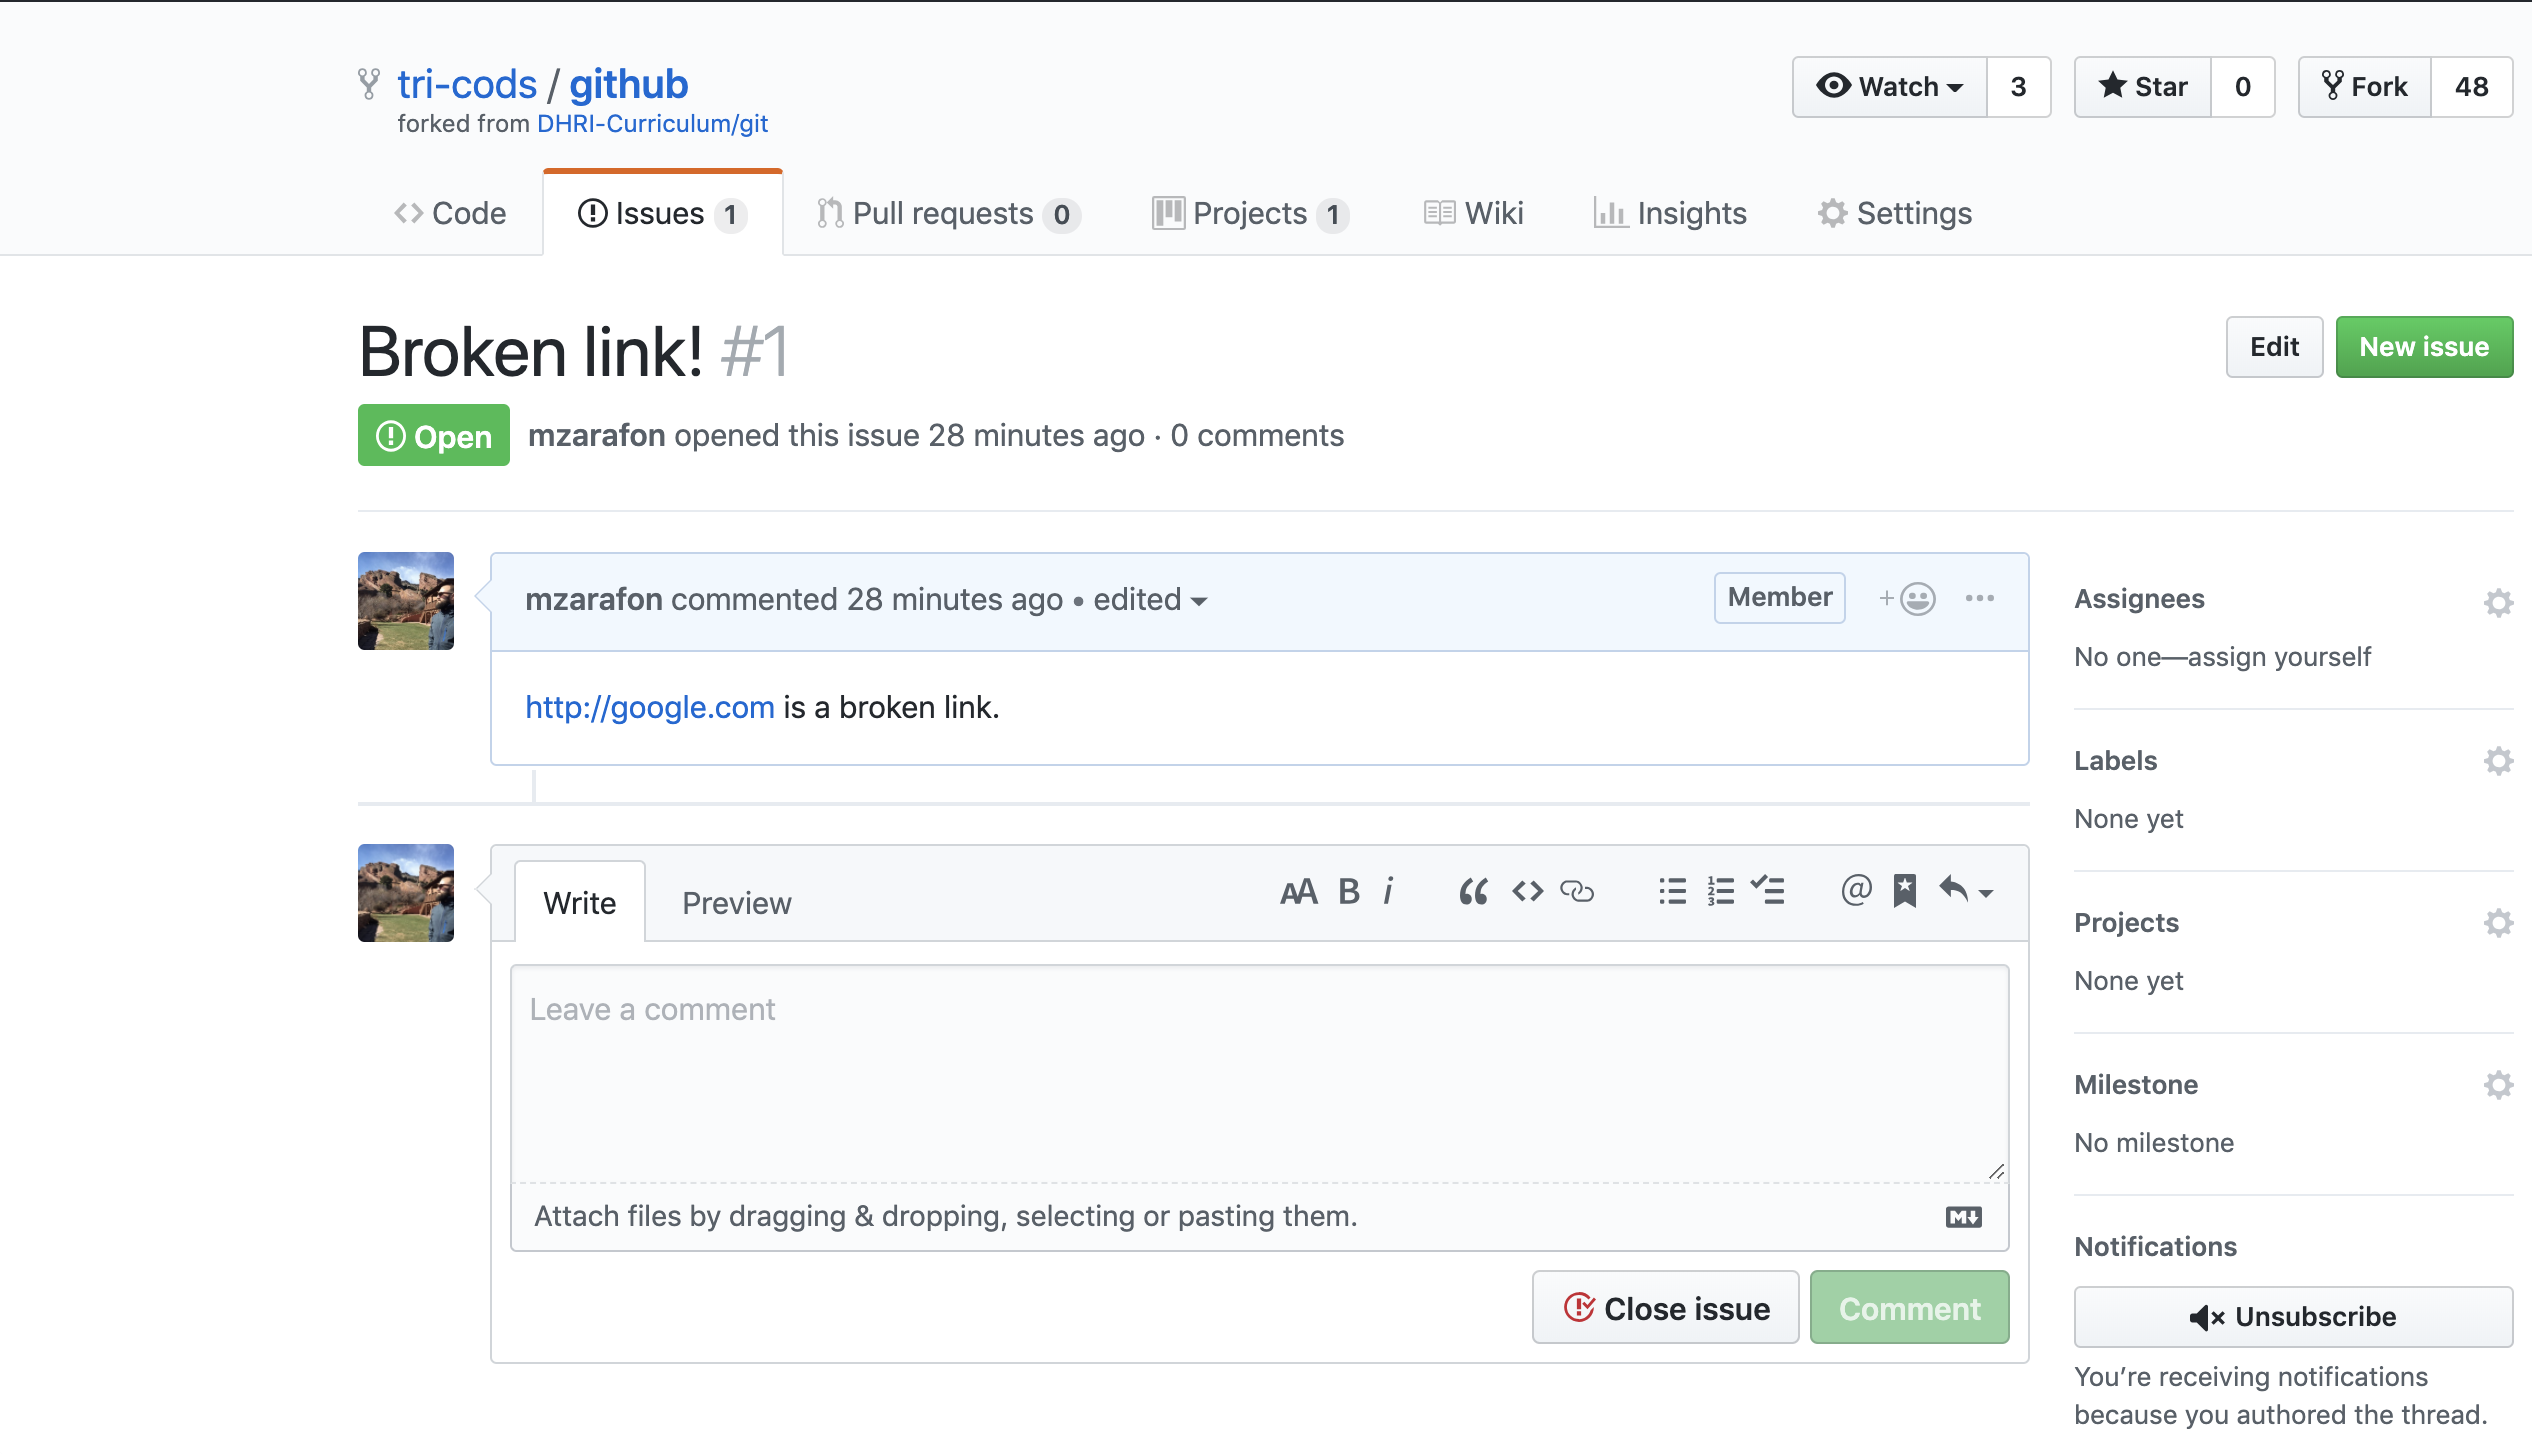 tri-cods / github
forked from DHRI-Curriculum/git
Watch 3 Star 0 Fork 48
Code Issues 1 Pull requests 0 Projects 1 Wiki Insights Settings
Broken link! #1
Edit New issue
Open mzarafon opened this issue 28 minutes ago · 0 comments
mzarafon commented 28 minutes ago • edited Member
http://google.com is a broken link.
Write Preview
Leave a comment
Attach files by dragging & dropping, selecting or pasting them.
Close issue Comment
Assignees
No one—assign yourself
Labels
None yet
Projects
None yet
Milestone
No milestone
Notifications
Unsubscribe
You’re receiving notifications
because you authored the thread.